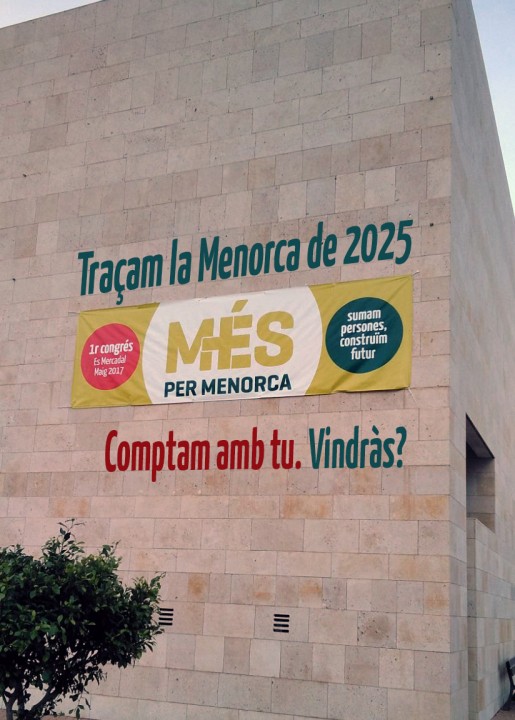 Traçam la Menorca de 2025
1r congrés
Es Mercadal
Maig 2017
MÉS
PER MENORCA
sumam
persones,
construïm
futur
Comptam amb tu. Vindràs?